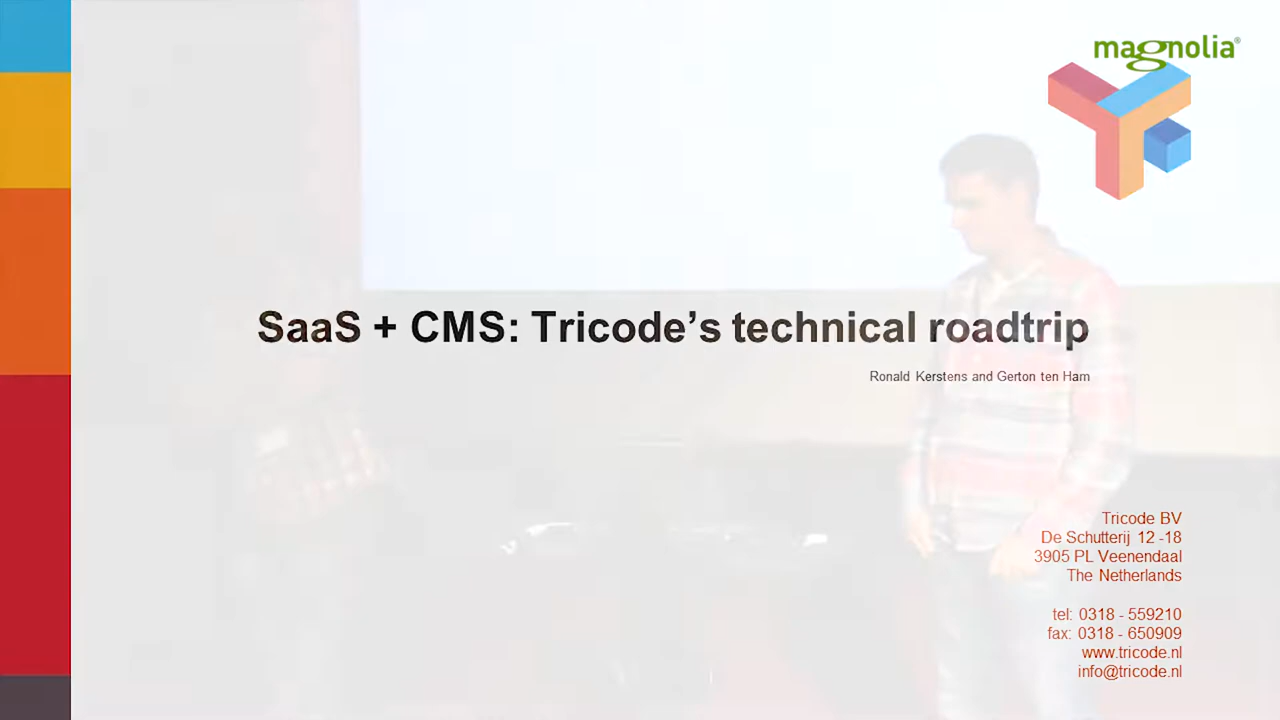 magnolia®
SaaS + CMS: Tricode’s technical roadtrip
Ronald Kerstens and Gerton ten Ham
Tricode BV
De Schutterij 12 -18
3905 PL Veenendaal
The Netherlands
tel: 0318 - 559210
fax: 0318 - 650909
www.tricode.nl
info@tricode.nl